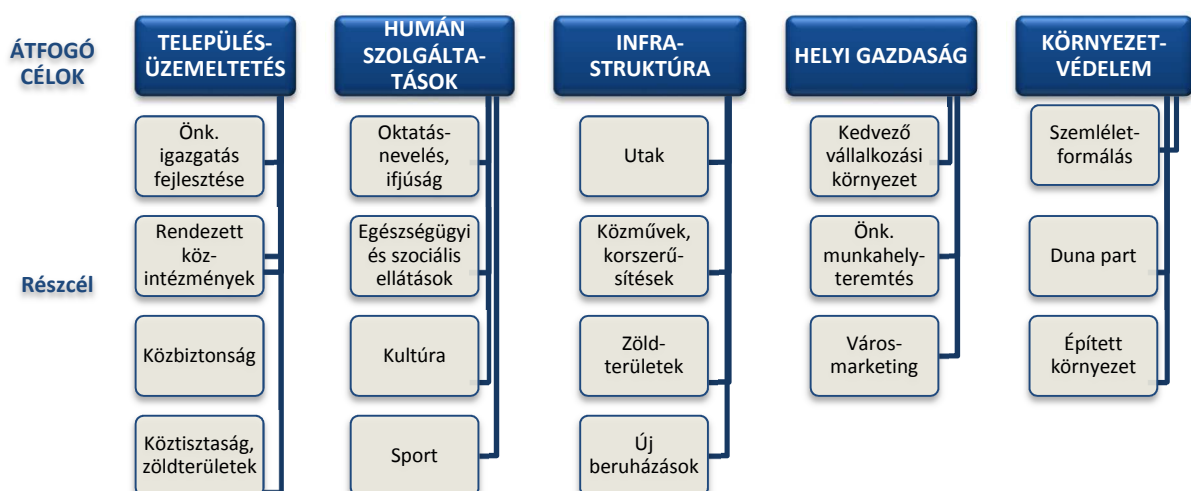 ÁTFOGÓ
CÉLOK
TELEPÜLÉS-
ÜZEMELTETÉS
HUMÁN
SZOLGÁLTA-
TÁSOK
INFRA-
STRUKTÚRA
HELYI GAZDASÁG
KÖRNYEZET-
VÉDELEM
Részcél
Önk.
igazgatás
fejlesztése
Rendezett
köz-
intézmények
Közbiztonság
Köztisztaság,
zöldterületek
Oktatás-
nevelés,
ifjúság
Egészségügyi
és szociális
ellátások
Kultúra
Sport
Utak
Közművek,
korszerű-
sítések
Zöld-
területek
Új
beruházások
Kedvező
vállalkozási
környezet
Önk.
munkahely-
teremtés
Város-
marketing
Szemlélet-
formálás
Duna part
Épített
környezet